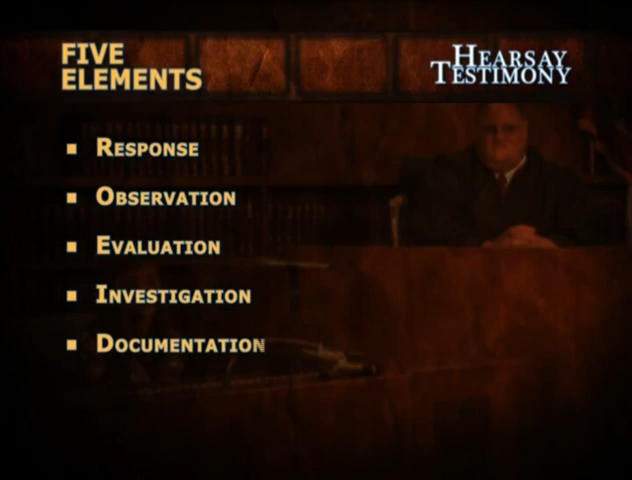 FIVE
ELEMENTS
HEARSAY
TESTIMONY
RESPONSE
OBSERVATION
EVALUATION
INVESTIGATION
DOCUMENTATION